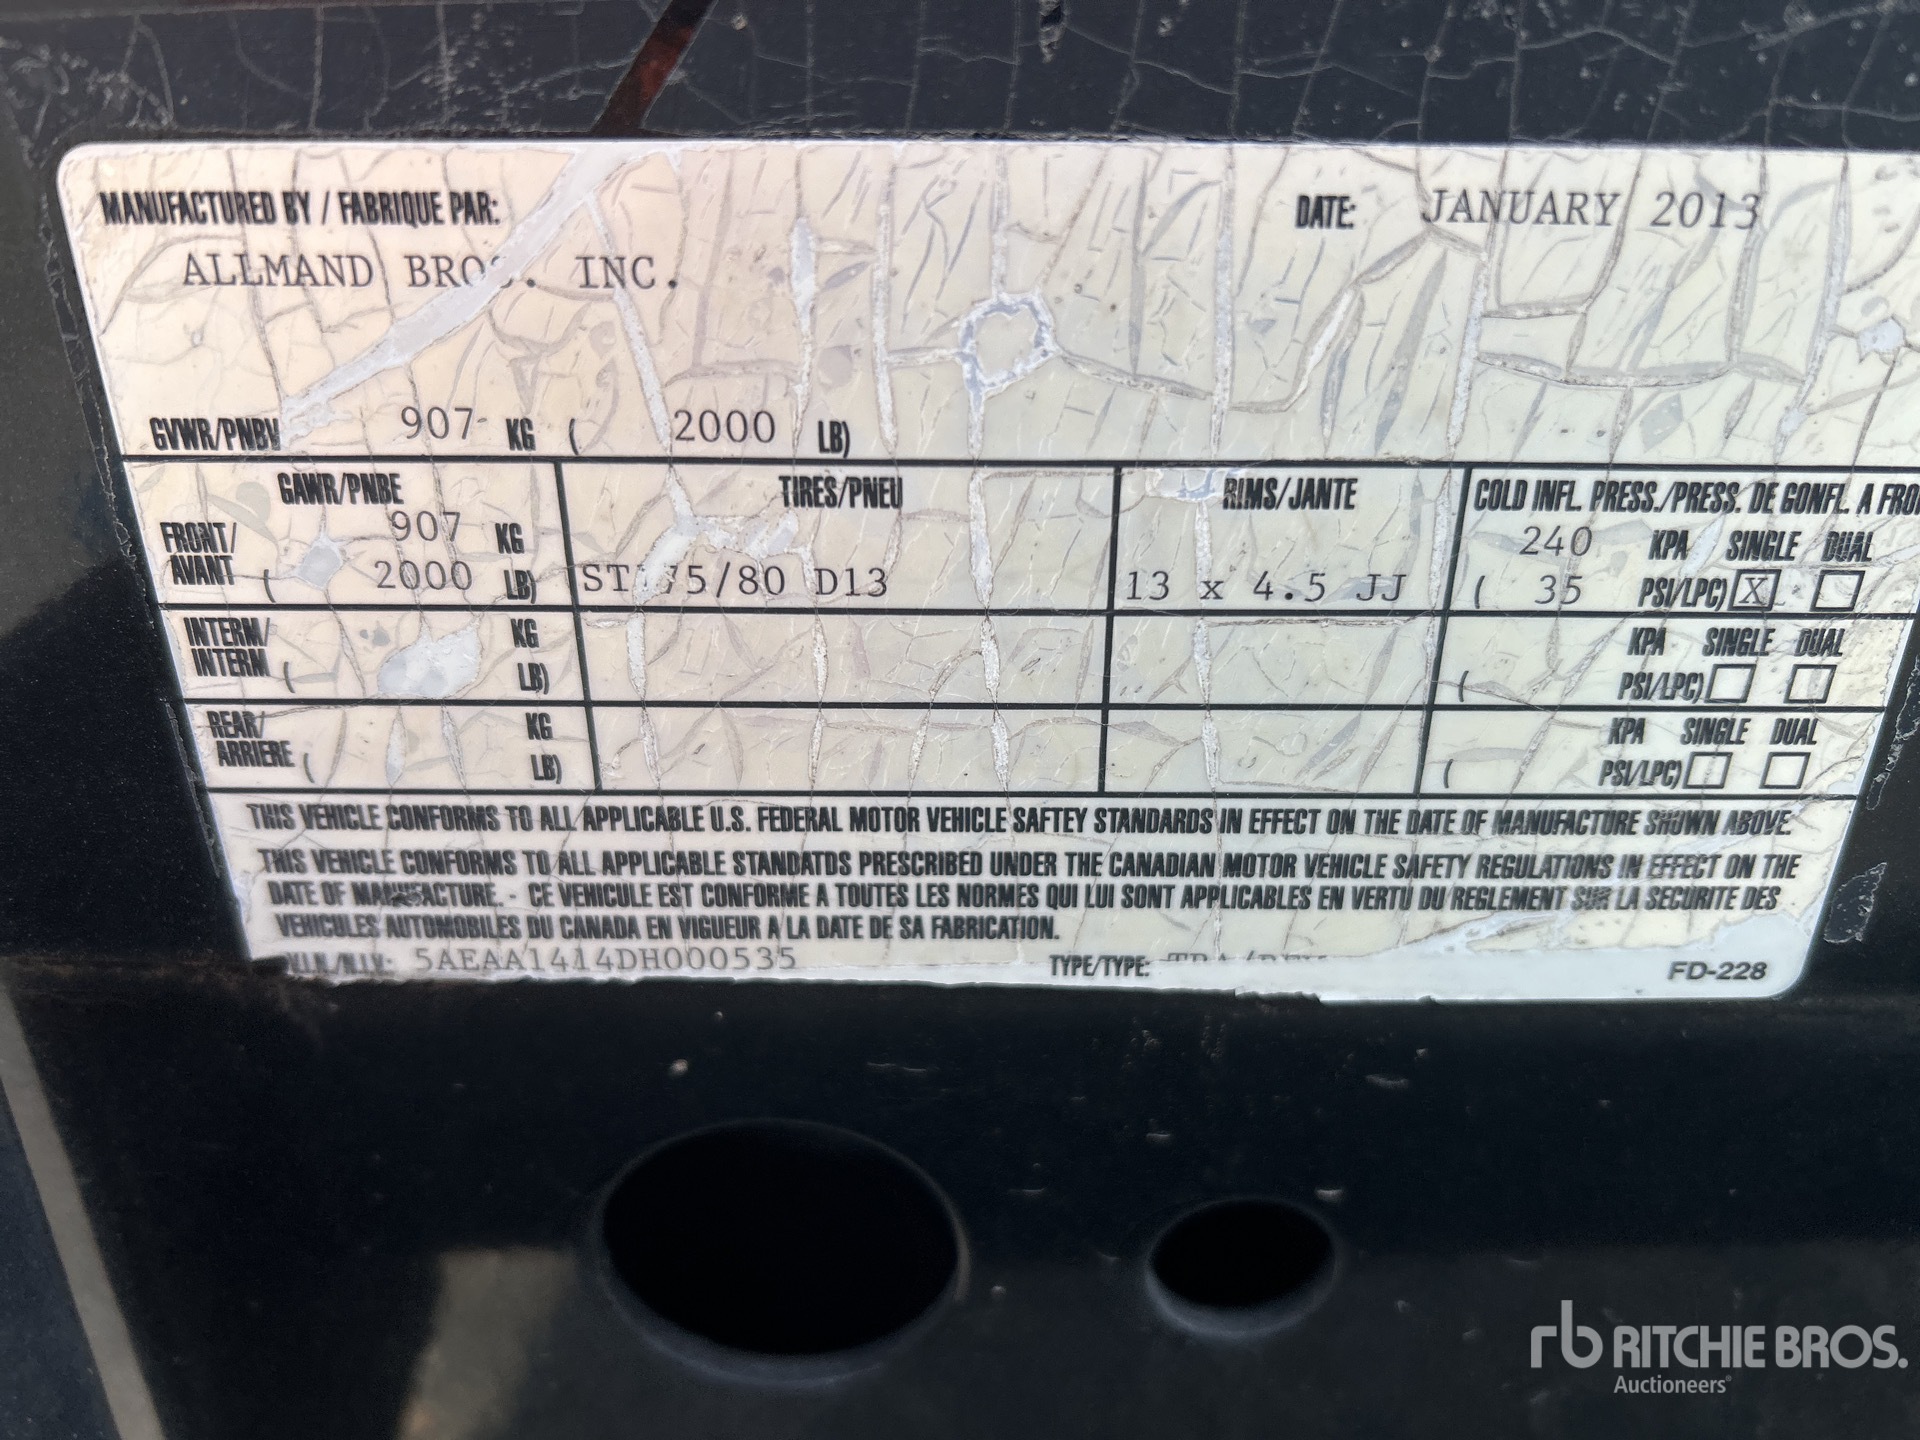 MANUFACTURED BY / FABRIQUE PAR: DATE: JANUARY 2013
ALLMAND BROS. INC.
GVWR/PNBV 907 KG ( 2000 LB)
GAWR/PNBE TIRES/PNEU RIMS/JANTE COLD INFL. PRESS./PRESS. DE GONFL. A
FRONT/ 907 KG 240 KPA SINGLE DUAL
AVANT ( 2000 LB) 75/80 D13 13 x 4.5 JJ ( 35 PSI/LPC) X
INTERM/ KG KPA SINGLE DUAL
INTERM ( LB) ( PSI/LPC)
REAR/ KG KPA SINGLE DUAL
ARRIERE ( LB) ( PSI/LPC)
THIS VEHICLE CONFORMS TO ALL APPLICABLE U.S. FEDERAL MOTOR VEHICLE SAFTEY STANDARDS IN EFFECT ON THE DATE OF MANUFACTURE SHOWN ABOVE.
THIS VEHICLE CONFORMS TO ALL APPLICABLE STANDATDS PRESCRIBED UNDER THE CANADIAN MOTOR VEHICLE SAFETY REGULATIONS IN EFFECT ON THE
DATE OF MANUFACTURE. - CE VEHICULE EST CONFORME A TOUTES LES NORMES QUI LUI SONT APPLICABLES EN VERTU DU REGLEMENT SUR LA SECURITE DES
VEHICULES AUTOMOBILES DU CANADA EN VIGUEUR A LA DATE DE SA FABRICATION.
V.I.N./N.I.V.: 5AEAA1414DH000535 TYPE/TYPE: FD-228
rb RITCHIE BROS.
Auctioneers